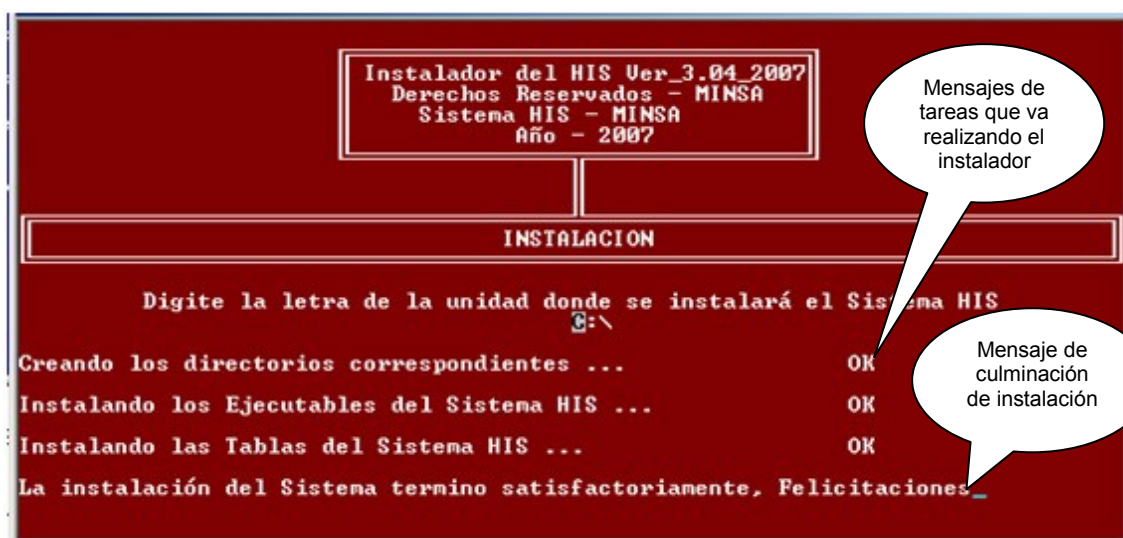 Instalador del HIS Ver_3.04_2007
Derechos Reservados - MINSA
Sistema HIS - MINSA
Año - 2007
Mensajes de
tareas que va
realizando el
instalador
INSTALACION
Digite la letra de la unidad donde se instalará el Sistema HIS
C:\
Creando los directorios correspondientes ... OK
Instalando los Ejecutables del Sistema HIS ... OK
Instalando las Tablas del Sistema HIS ... OK
La instalación del Sistema termino satisfactoriamente, Felicitaciones_
Mensaje de
culminación
de instalación